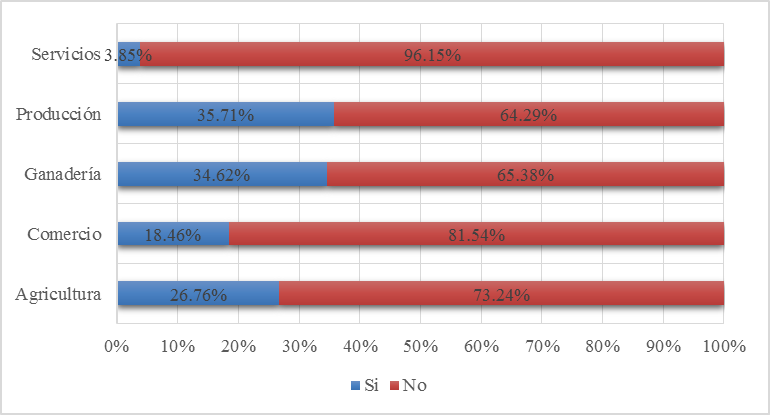 Servicios 3.85% 96.15%
Producción 35.71% 64.29%
Ganadería 34.62% 65.38%
Comercio 18.46% 81.54%
Agricultura 26.76% 73.24%
0% 10% 20% 30% 40% 50% 60% 70% 80% 90% 100%
Si No